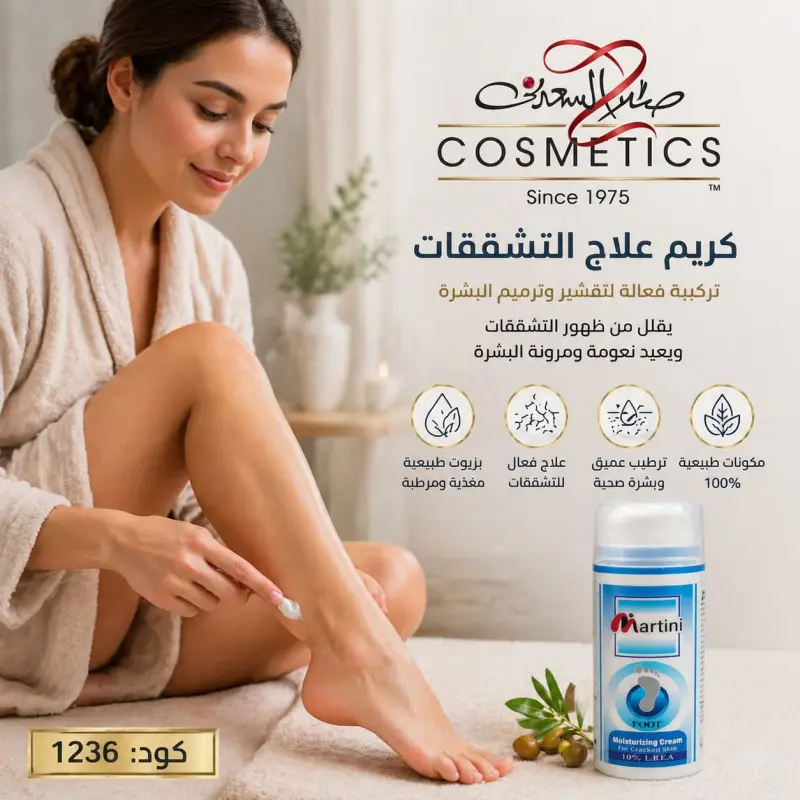 صلاح السعدني
COSMETICS
TM
Since 1975
كريم علاج التشققات
تركيبة فعالة لتقشير وترميم البشرة
يقلل من ظهور التشققات
ويعيد نعومة ومرونة البشرة
مكونات طبيعية
100%
ترطيب عميق
وبشرة صحية
علاج فعال
للتشققات
بزيوت طبيعية
مغذية ومرطبة
Martini
FOOT
Moisturizing Cream
For Cracked Skin
10% L.R.E.A
كود: 1236